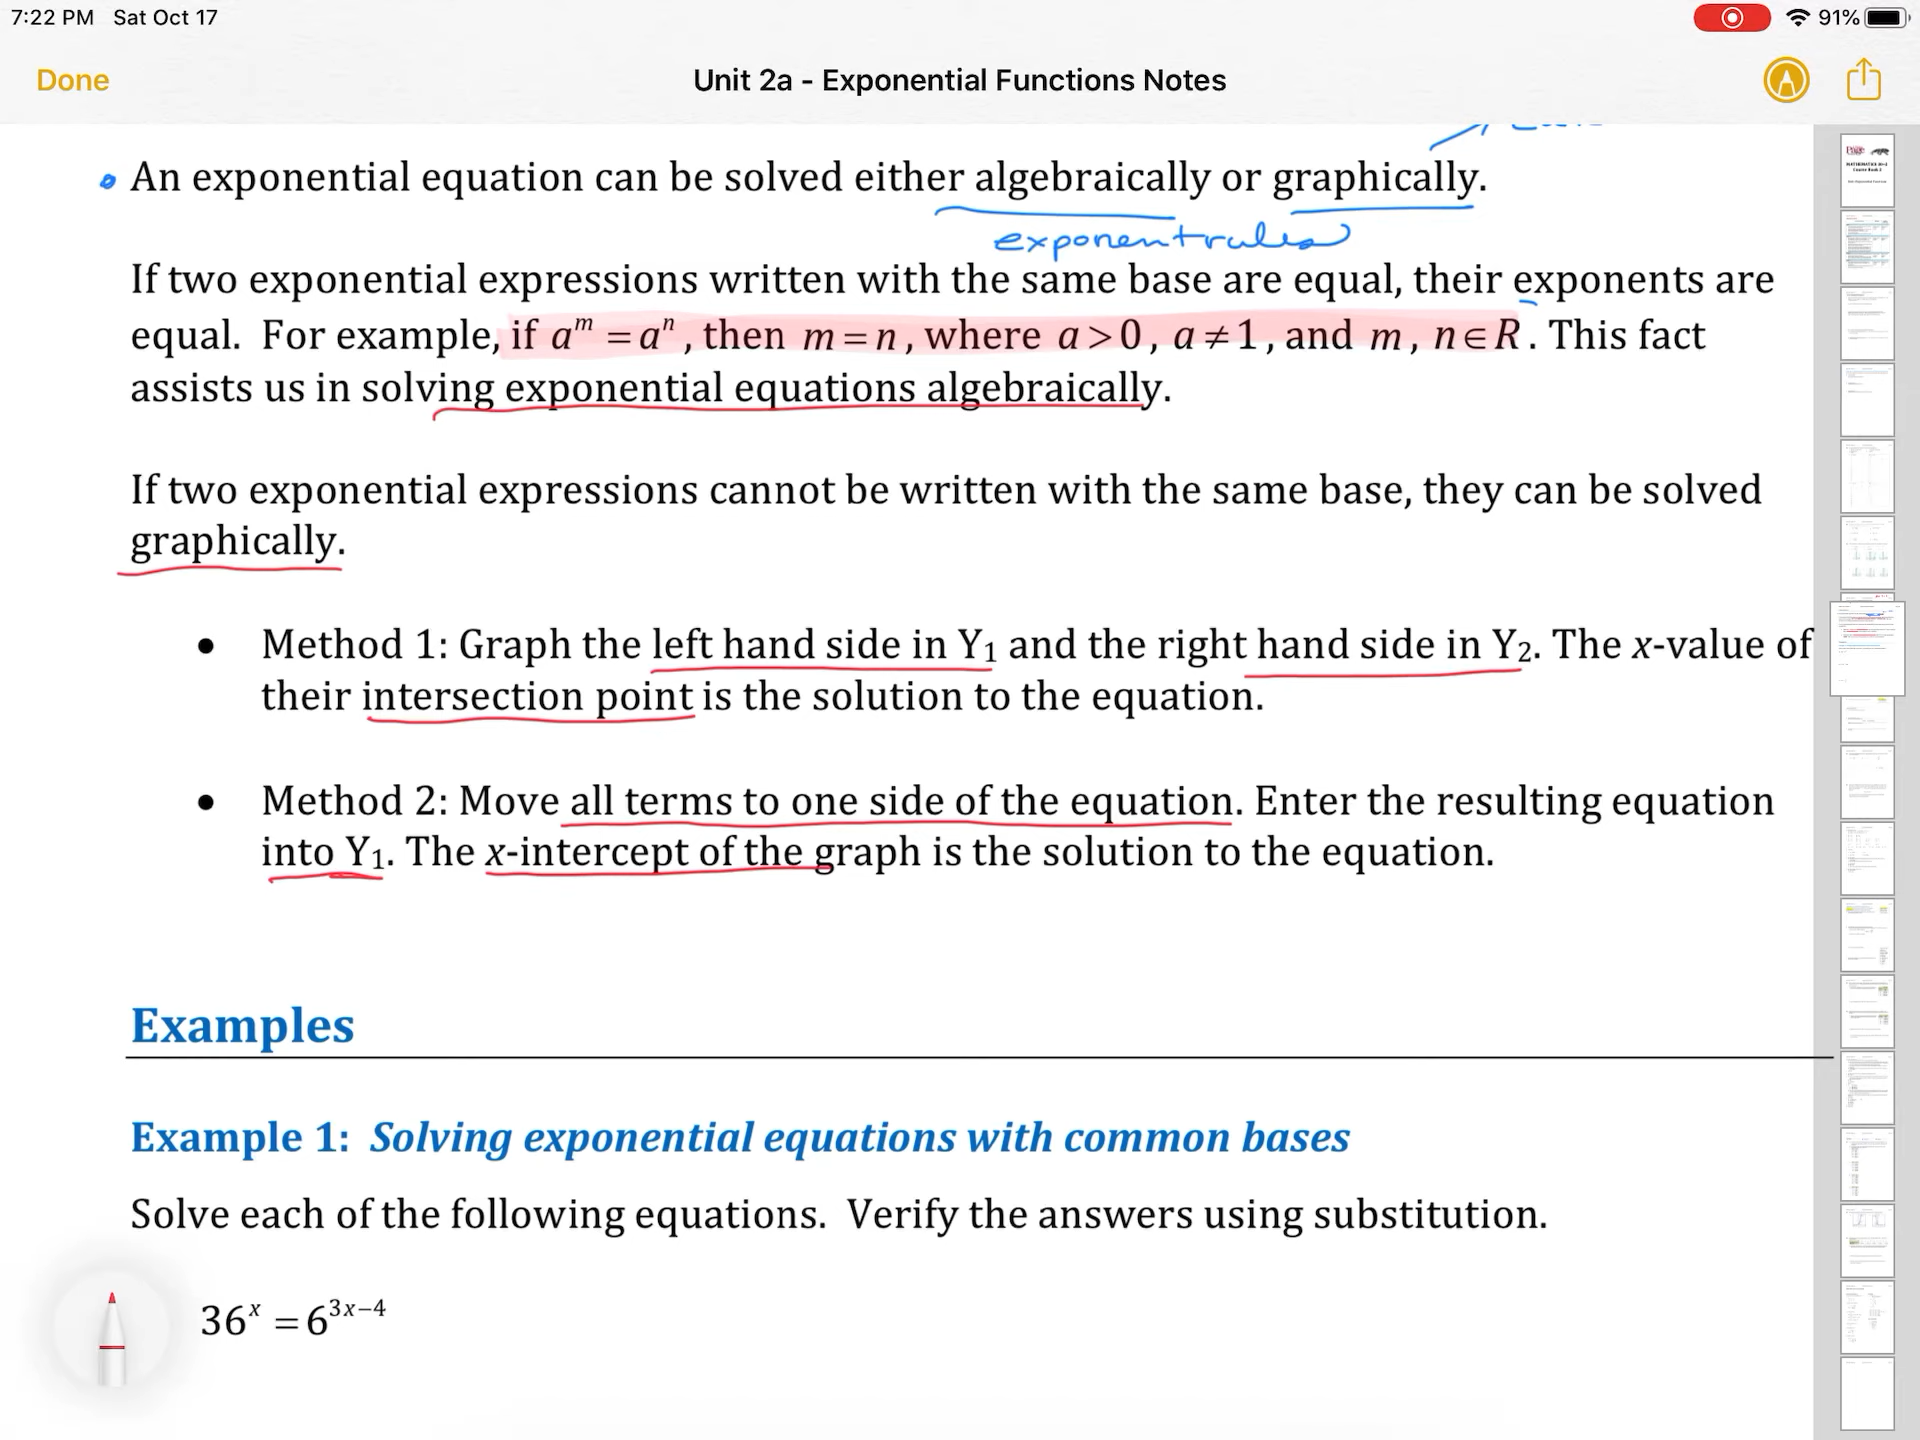 7:22 PM Sat Oct 17
91%
Done
Unit 2a - Exponential Functions Notes
An exponential equation can be solved either algebraically or graphically.
exponent rules
If two exponential expressions written with the same base are equal, their exponents are
equal. For example, if aᵐ = aⁿ, then m = n, where a > 0, a ≠ 1, and m, n ∈ R. This fact
assists us in solving exponential equations algebraically.
If two exponential expressions cannot be written with the same base, they can be solved
graphically.
• Method 1: Graph the left hand side in Y₁ and the right hand side in Y₂. The x-value of
their intersection point is the solution to the equation.
• Method 2: Move all terms to one side of the equation. Enter the resulting equation
into Y₁. The x-intercept of the graph is the solution to the equation.
Examples
Example 1: Solving exponential equations with common bases
Solve each of the following equations. Verify the answers using substitution.
36ˣ = 6³ˣ⁻⁴